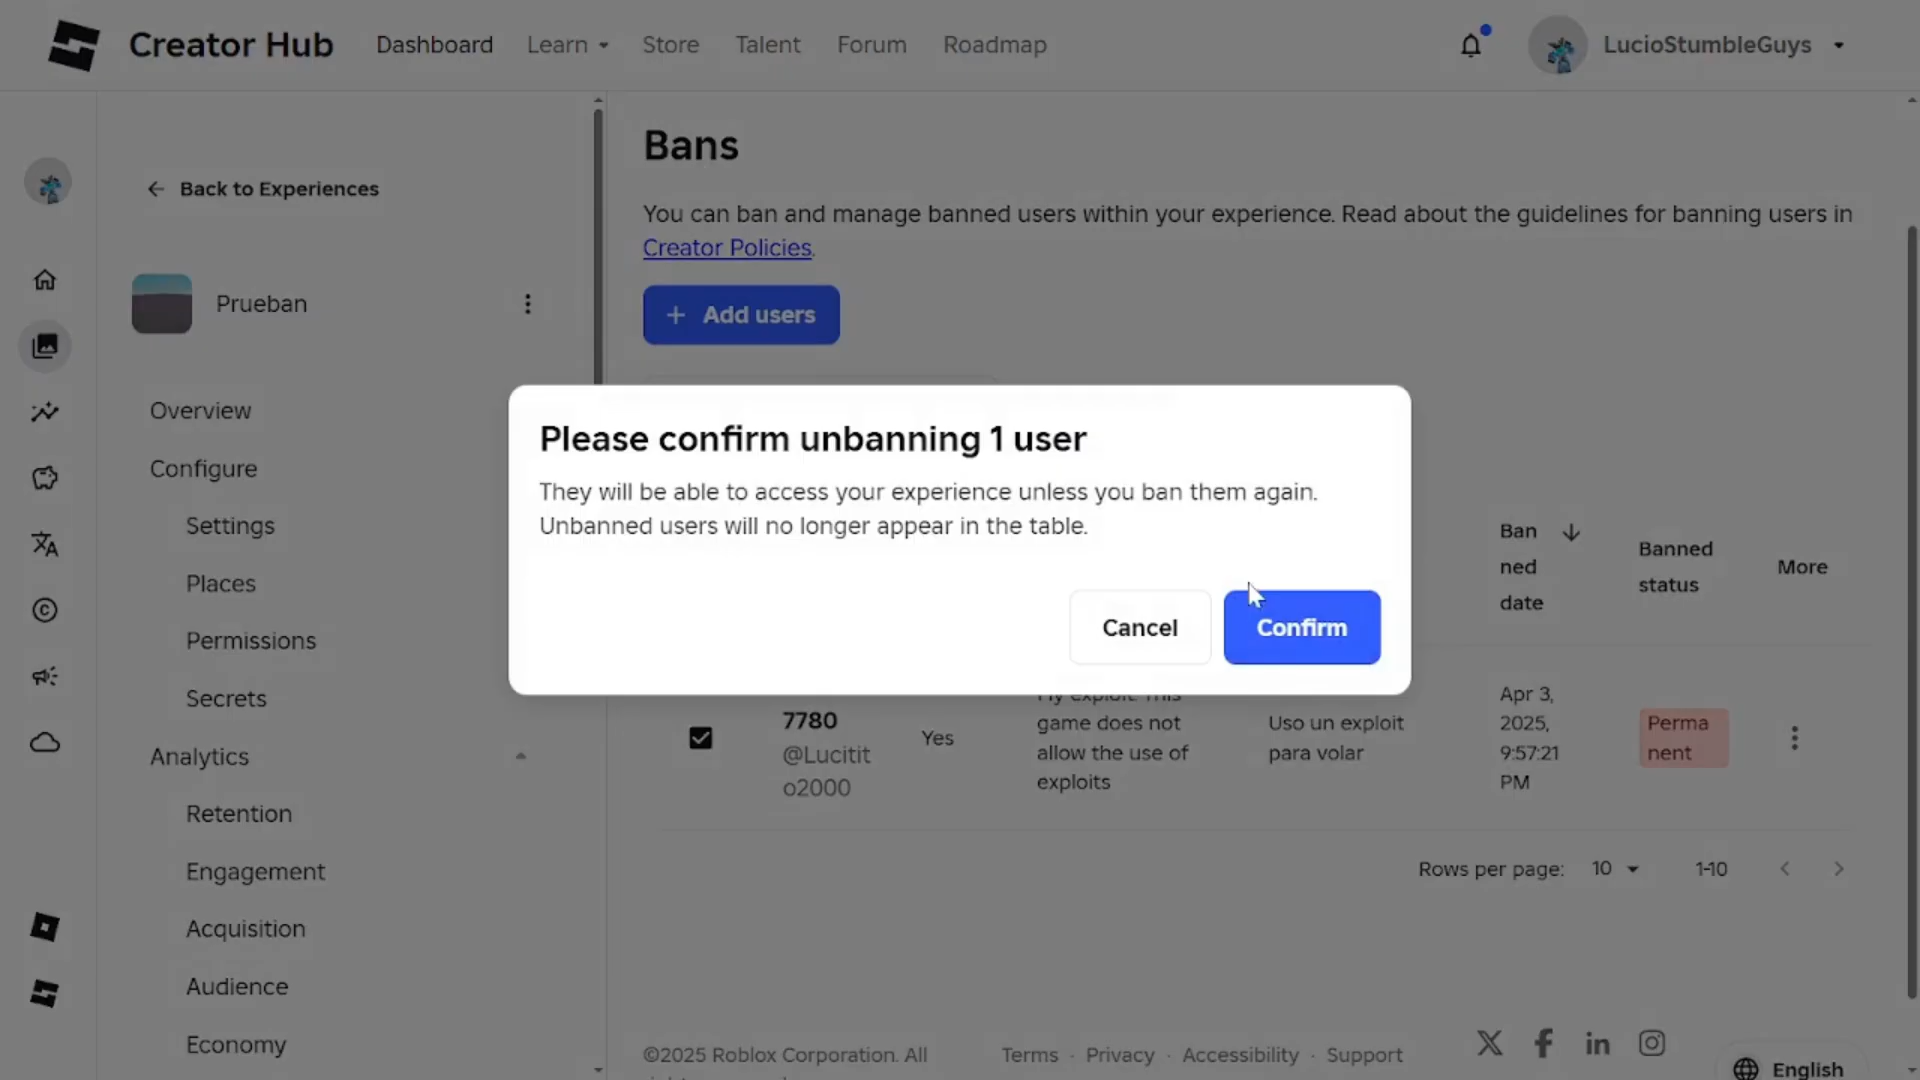 Creator Hub
Dashboard
Learn
Store
Talent
Forum
Roadmap
LucioStumbleGuys
Back to Experiences
Prueban
Overview
Configure
Settings
Places
Permissions
Secrets
Analytics
Retention
Engagement
Acquisition
Audience
Economy
Bans
You can ban and manage banned users within your experience. Read about the guidelines for banning users in
Creator Policies.
+ Add users
Please confirm unbanning 1 user
They will be able to access your experience unless you ban them again.
Unbanned users will no longer appear in the table.
Cancel
Confirm
Ban
ned
date
Banned
status
More
7780
@Lucitit
o2000
Yes
game does not
allow the use of
exploits
Uso un exploit
para volar
Apr 3,
2025,
9:57:21
PM
Perma
nent
Rows per page: 10
1-10
©2025 Roblox Corporation. All
Terms · Privacy · Accessibility · Support
English